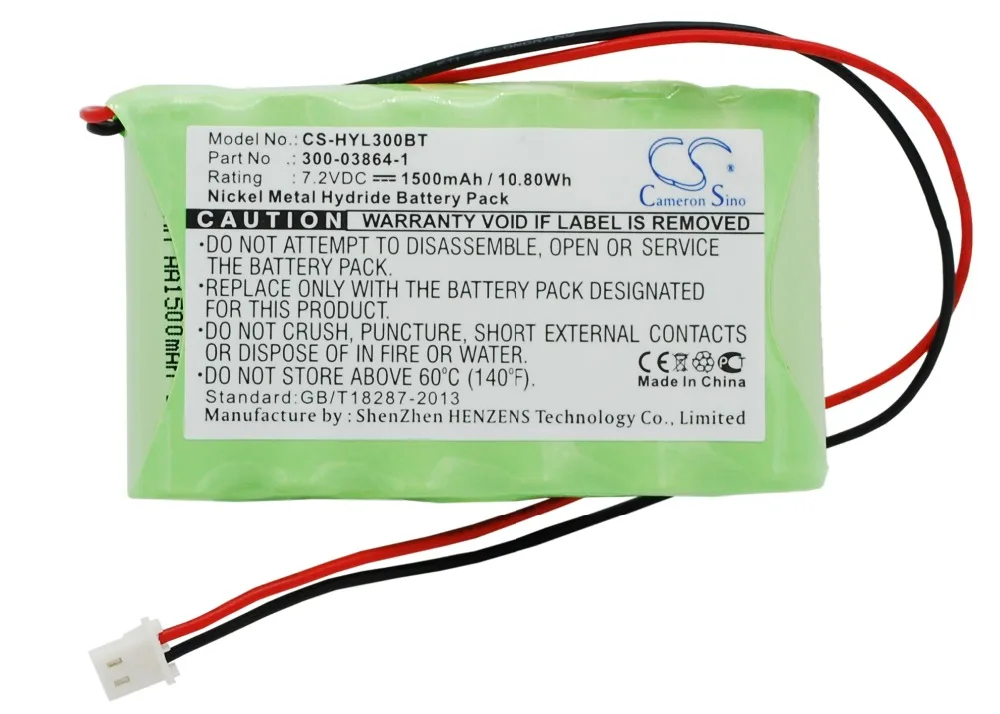 Model No.: CS-HYL300BT
Part No .: 300-03864-1
Rating : 7.2VDC 1500mAh / 10.80Wh
Nickel Metal Hydride Battery Pack
CS
®
Cameron Sino
CAUTION WARRANTY VOID IF LABEL IS REMOVED
·DO NOT ATTEMPT TO DISASSEMBLE, OPEN OR SERVICE
THE BATTERY PACK.
·REPLACE ONLY WITH THE BATTERY PACK DESIGNATED
FOR THIS PRODUCT.
·DO NOT CRUSH, PUNCTURE, SHORT EXTERNAL CONTACTS
OR DISPOSE OF IN FIRE OR WATER.
·DO NOT STORE ABOVE 60°C (140°F).
CE
Made In China
Standard:GB/T18287-2013
Manufacture by : ShenZhen HENZENS Technology Co., Limited
AA1500mAh